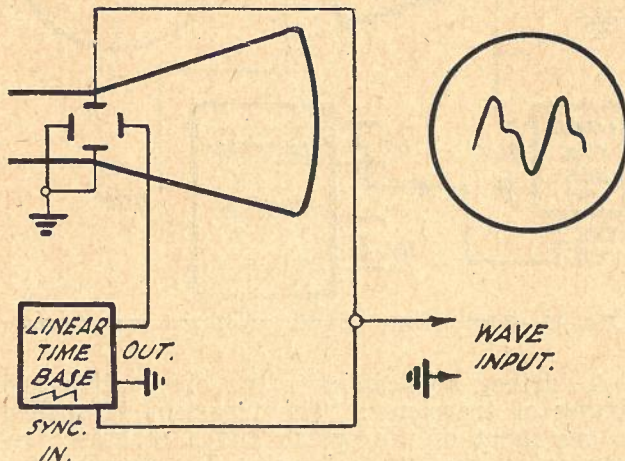 LINEAR
TIME
BASE
OUT.
SYNC.
IN.
WAVE
INPUT.